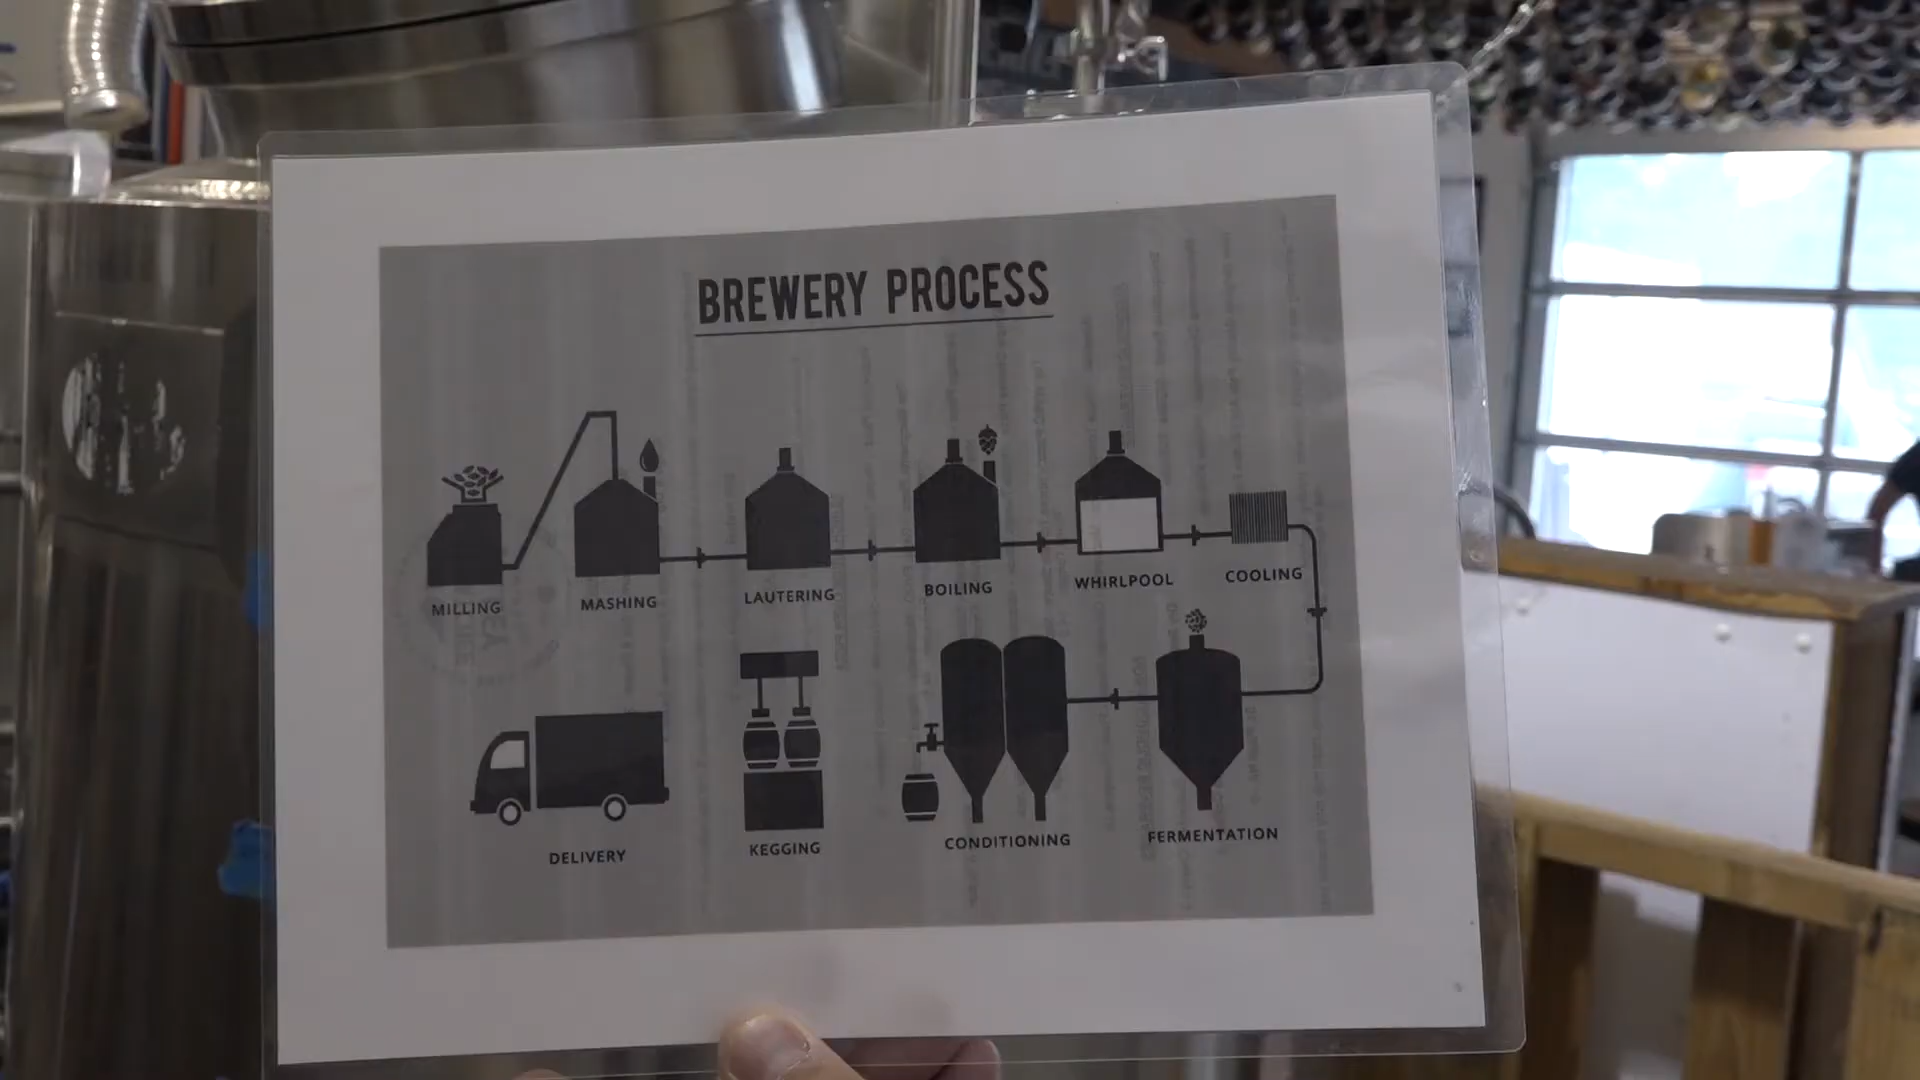 BREWERY PROCESS
MILLING
MASHING
LAUTERING
BOILING
WHIRLPOOL
COOLING
DELIVERY
KEGGING
CONDITIONING
FERMENTATION